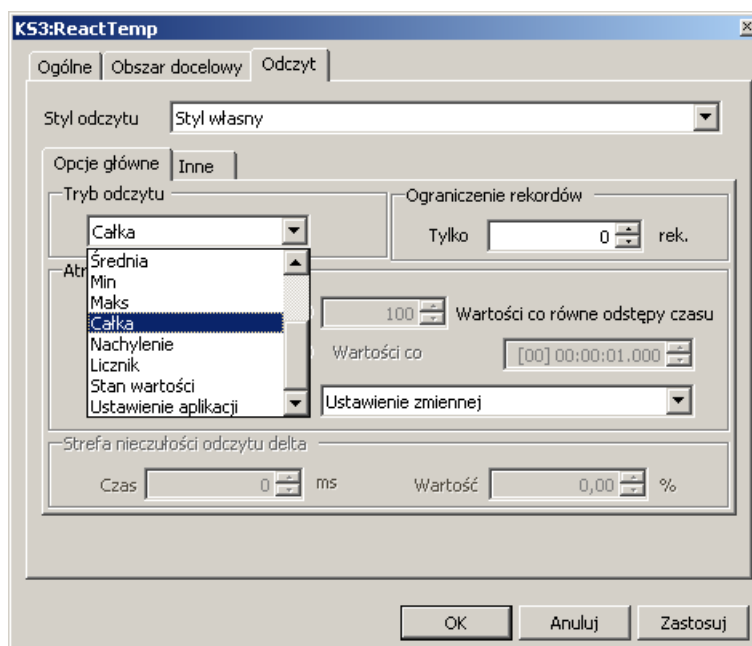 KS3:ReactTemp
Ogólne Obszar docelowy Odczyt
Styl odczytu Styl własny
Opcje główne Inne
Tryb odczytu Ograniczenie rekordów
Całka Tylko 0 rek.
Średnia
Min
Maks
Całka
Nachylenie
Licznik
Stan wartości
Ustawienie aplikacji
Atr
100 Wartości co równe odstępy czasu
Wartości co [00] 00:00:01.000
Ustawienie zmiennej
Strefa nieczułości odczytu delta
Czas 0 ms Wartość 0,00 %
OK Anuluj Zastosuj